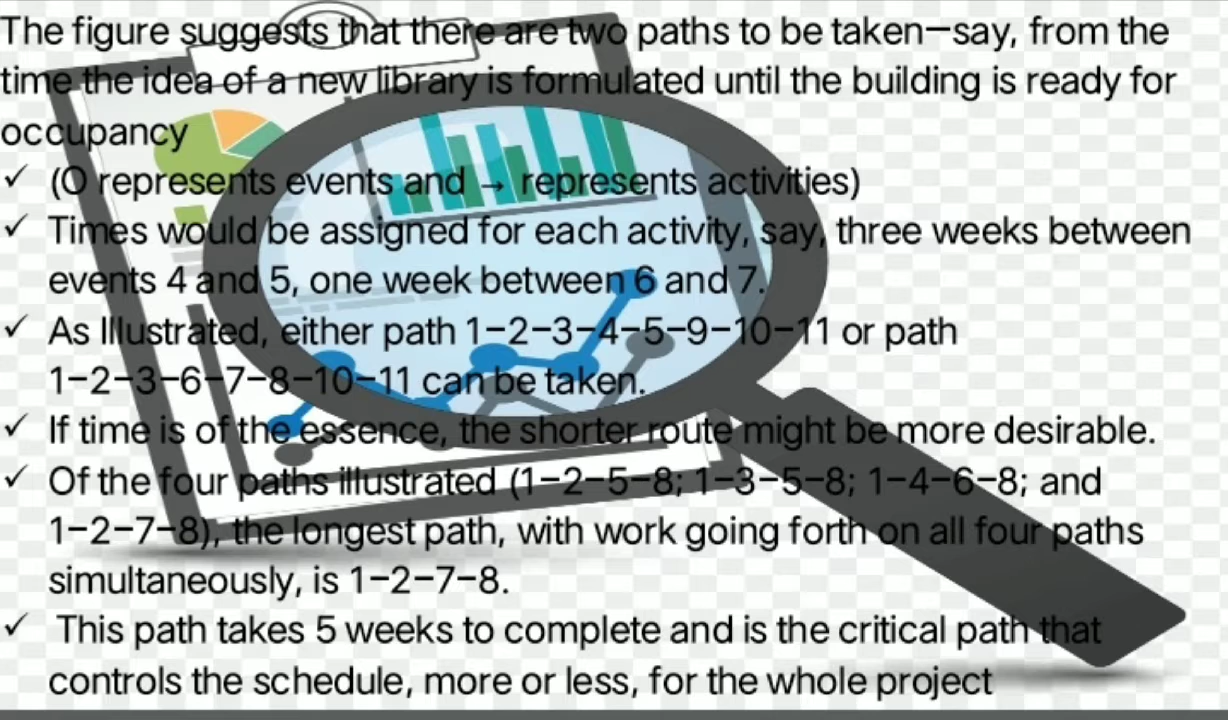 The figure suggests that there are two paths to be taken—say, from the
time the idea of a new library is formulated until the building is ready for
occupancy
✓ (O represents events and → represents activities)
✓ Times would be assigned for each activity, say, three weeks between
events 4 and 5, one week between 6 and 7.
✓ As Illustrated, either path 1–2–3–4–5–9–10–11 or path
1–2–3–6–7–8–10–11 can be taken.
✓ If time is of the essence, the shorter route might be more desirable.
✓ Of the four paths illustrated (1–2–5–8; 1–3–5–8; 1–4–6–8; and
1–2–7–8), the longest path, with work going forth on all four paths
simultaneously, is 1–2–7–8.
✓ This path takes 5 weeks to complete and is the critical path that
controls the schedule, more or less, for the whole project